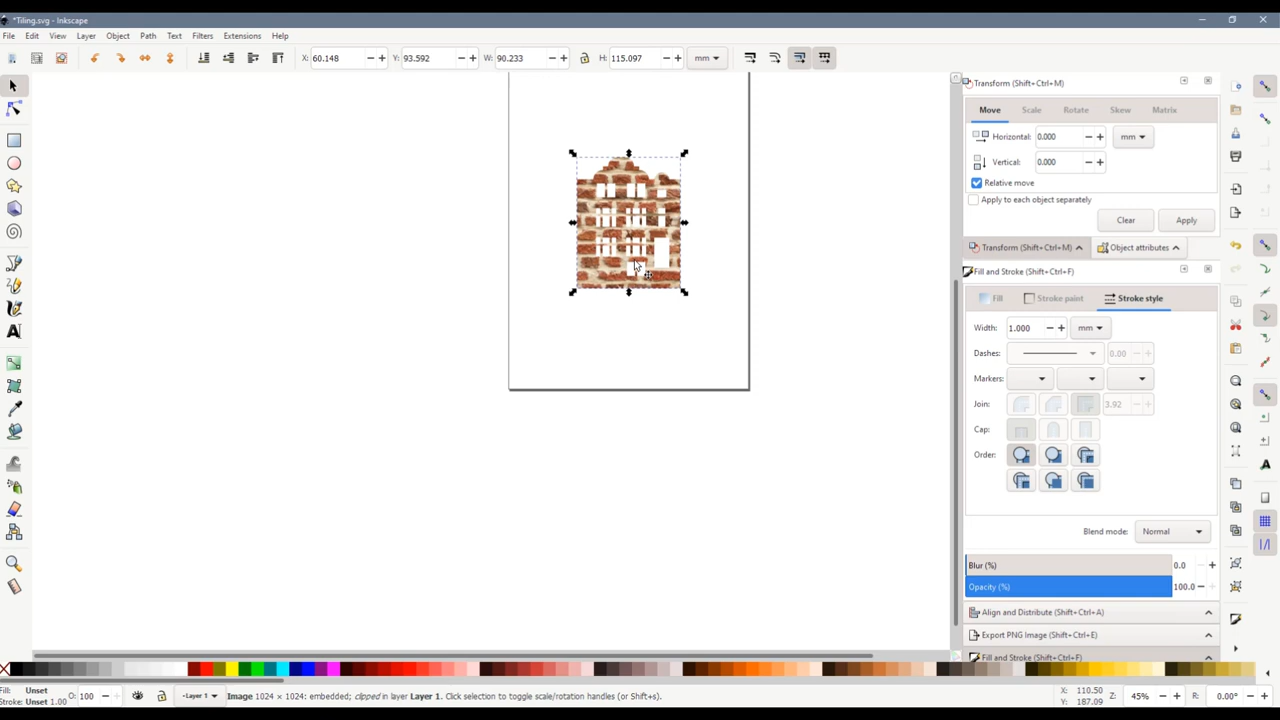 *Tiling.svg - Inkscape
File Edit View Layer Object Path Text Filters Extensions Help
X: 60.148 Y: 93.592 W: 90.233 H: 115.097 mm
Transform (Shift+Ctrl+M)
Move Scale Rotate Skew Matrix
Horizontal: 0.000 mm
Vertical: 0.000
Relative move
Apply to each object separately
Clear Apply
Transform (Shift+Ctrl+M) Object attributes
Fill and Stroke (Shift+Ctrl+F)
Fill Stroke paint Stroke style
Width: 1.000 mm
Dashes: 0.00
Markers:
Join: 3.92
Cap:
Order:
Blend mode: Normal
Blur (%) 0.0
Opacity (%) 100.0
Align and Distribute (Shift+Ctrl+A)
Export PNG Image (Shift+Ctrl+E)
Fill and Stroke (Shift+Ctrl+F)
Fill: Unset
Stroke: Unset 1.00
O: 100
Layer 1
Image 1024 × 1024: embedded; clipped in layer Layer 1. Click selection to toggle scale/rotation handles (or Shift+s).
X: 110.50
Y: 187.09
Z: 45%
R: 0.00°